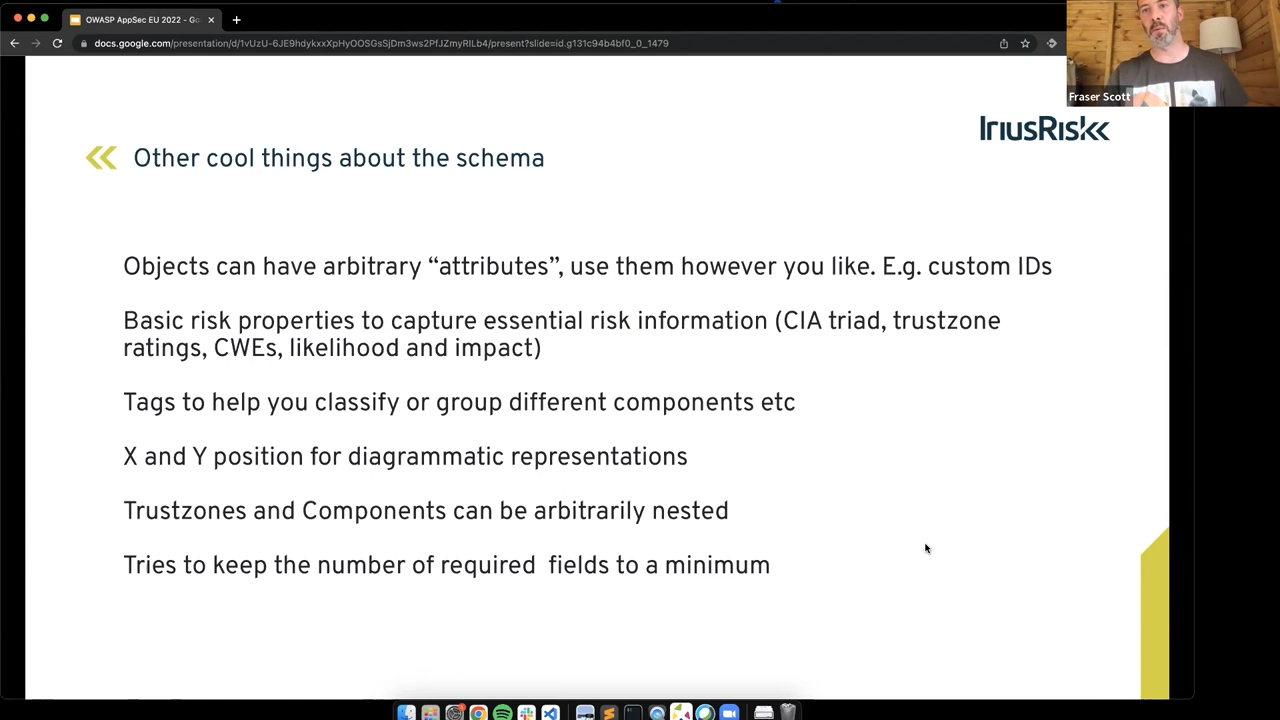 OWASP AppSec EU 2022 - Go
docs.google.com/presentation/d/1vUzU-6JE9hdykxxXpHyOOSGsSjDm3ws2PfJZmyRILb4/present?slide=id.g131c94b4bf0_0_1479
Fraser Scott
IriusRisk
Other cool things about the schema
Objects can have arbitrary “attributes”, use them however you like. E.g. custom IDs
Basic risk properties to capture essential risk information (CIA triad, trustzone
ratings, CWEs, likelihood and impact)
Tags to help you classify or group different components etc
X and Y position for diagrammatic representations
Trustzones and Components can be arbitrarily nested
Tries to keep the number of required  fields to a minimum